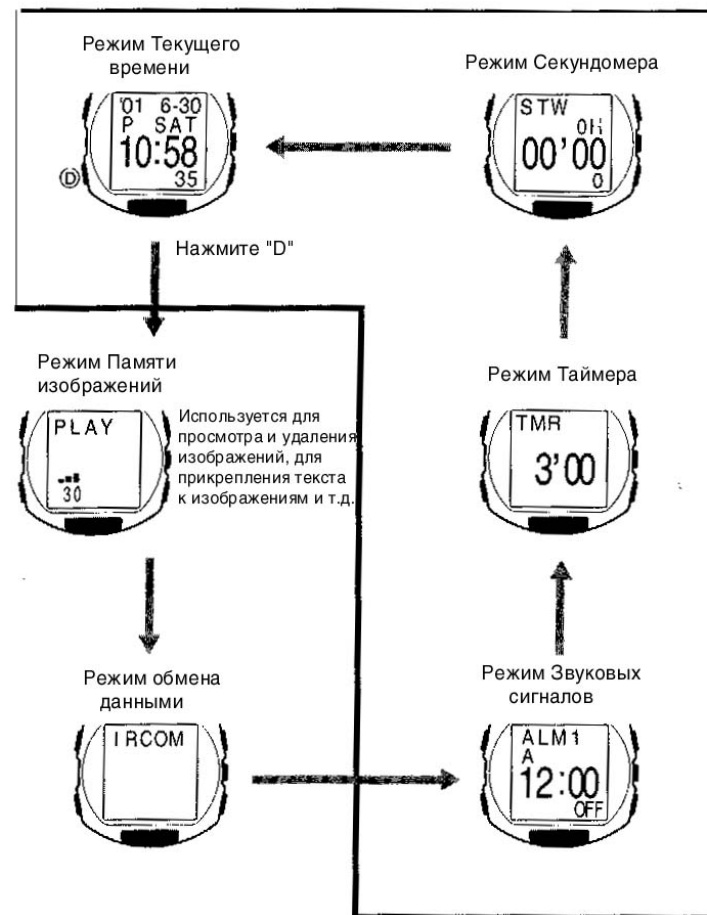 Режим Текущего
времени
'01 6-30
P SAT
10:58
35
D
Нажмите "D"
Режим Секундомера
STW
0H
00'00
0
Режим Памяти
изображений
PLAY
30
Используется для
просмотра и удаления
изображений, для
прикрепления текста
к изображениям и т.д.
Режим Таймера
TMR
3'00
Режим обмена
данными
IRCOM
Режим Звуковых
сигналов
ALM1
A
12:00
OFF